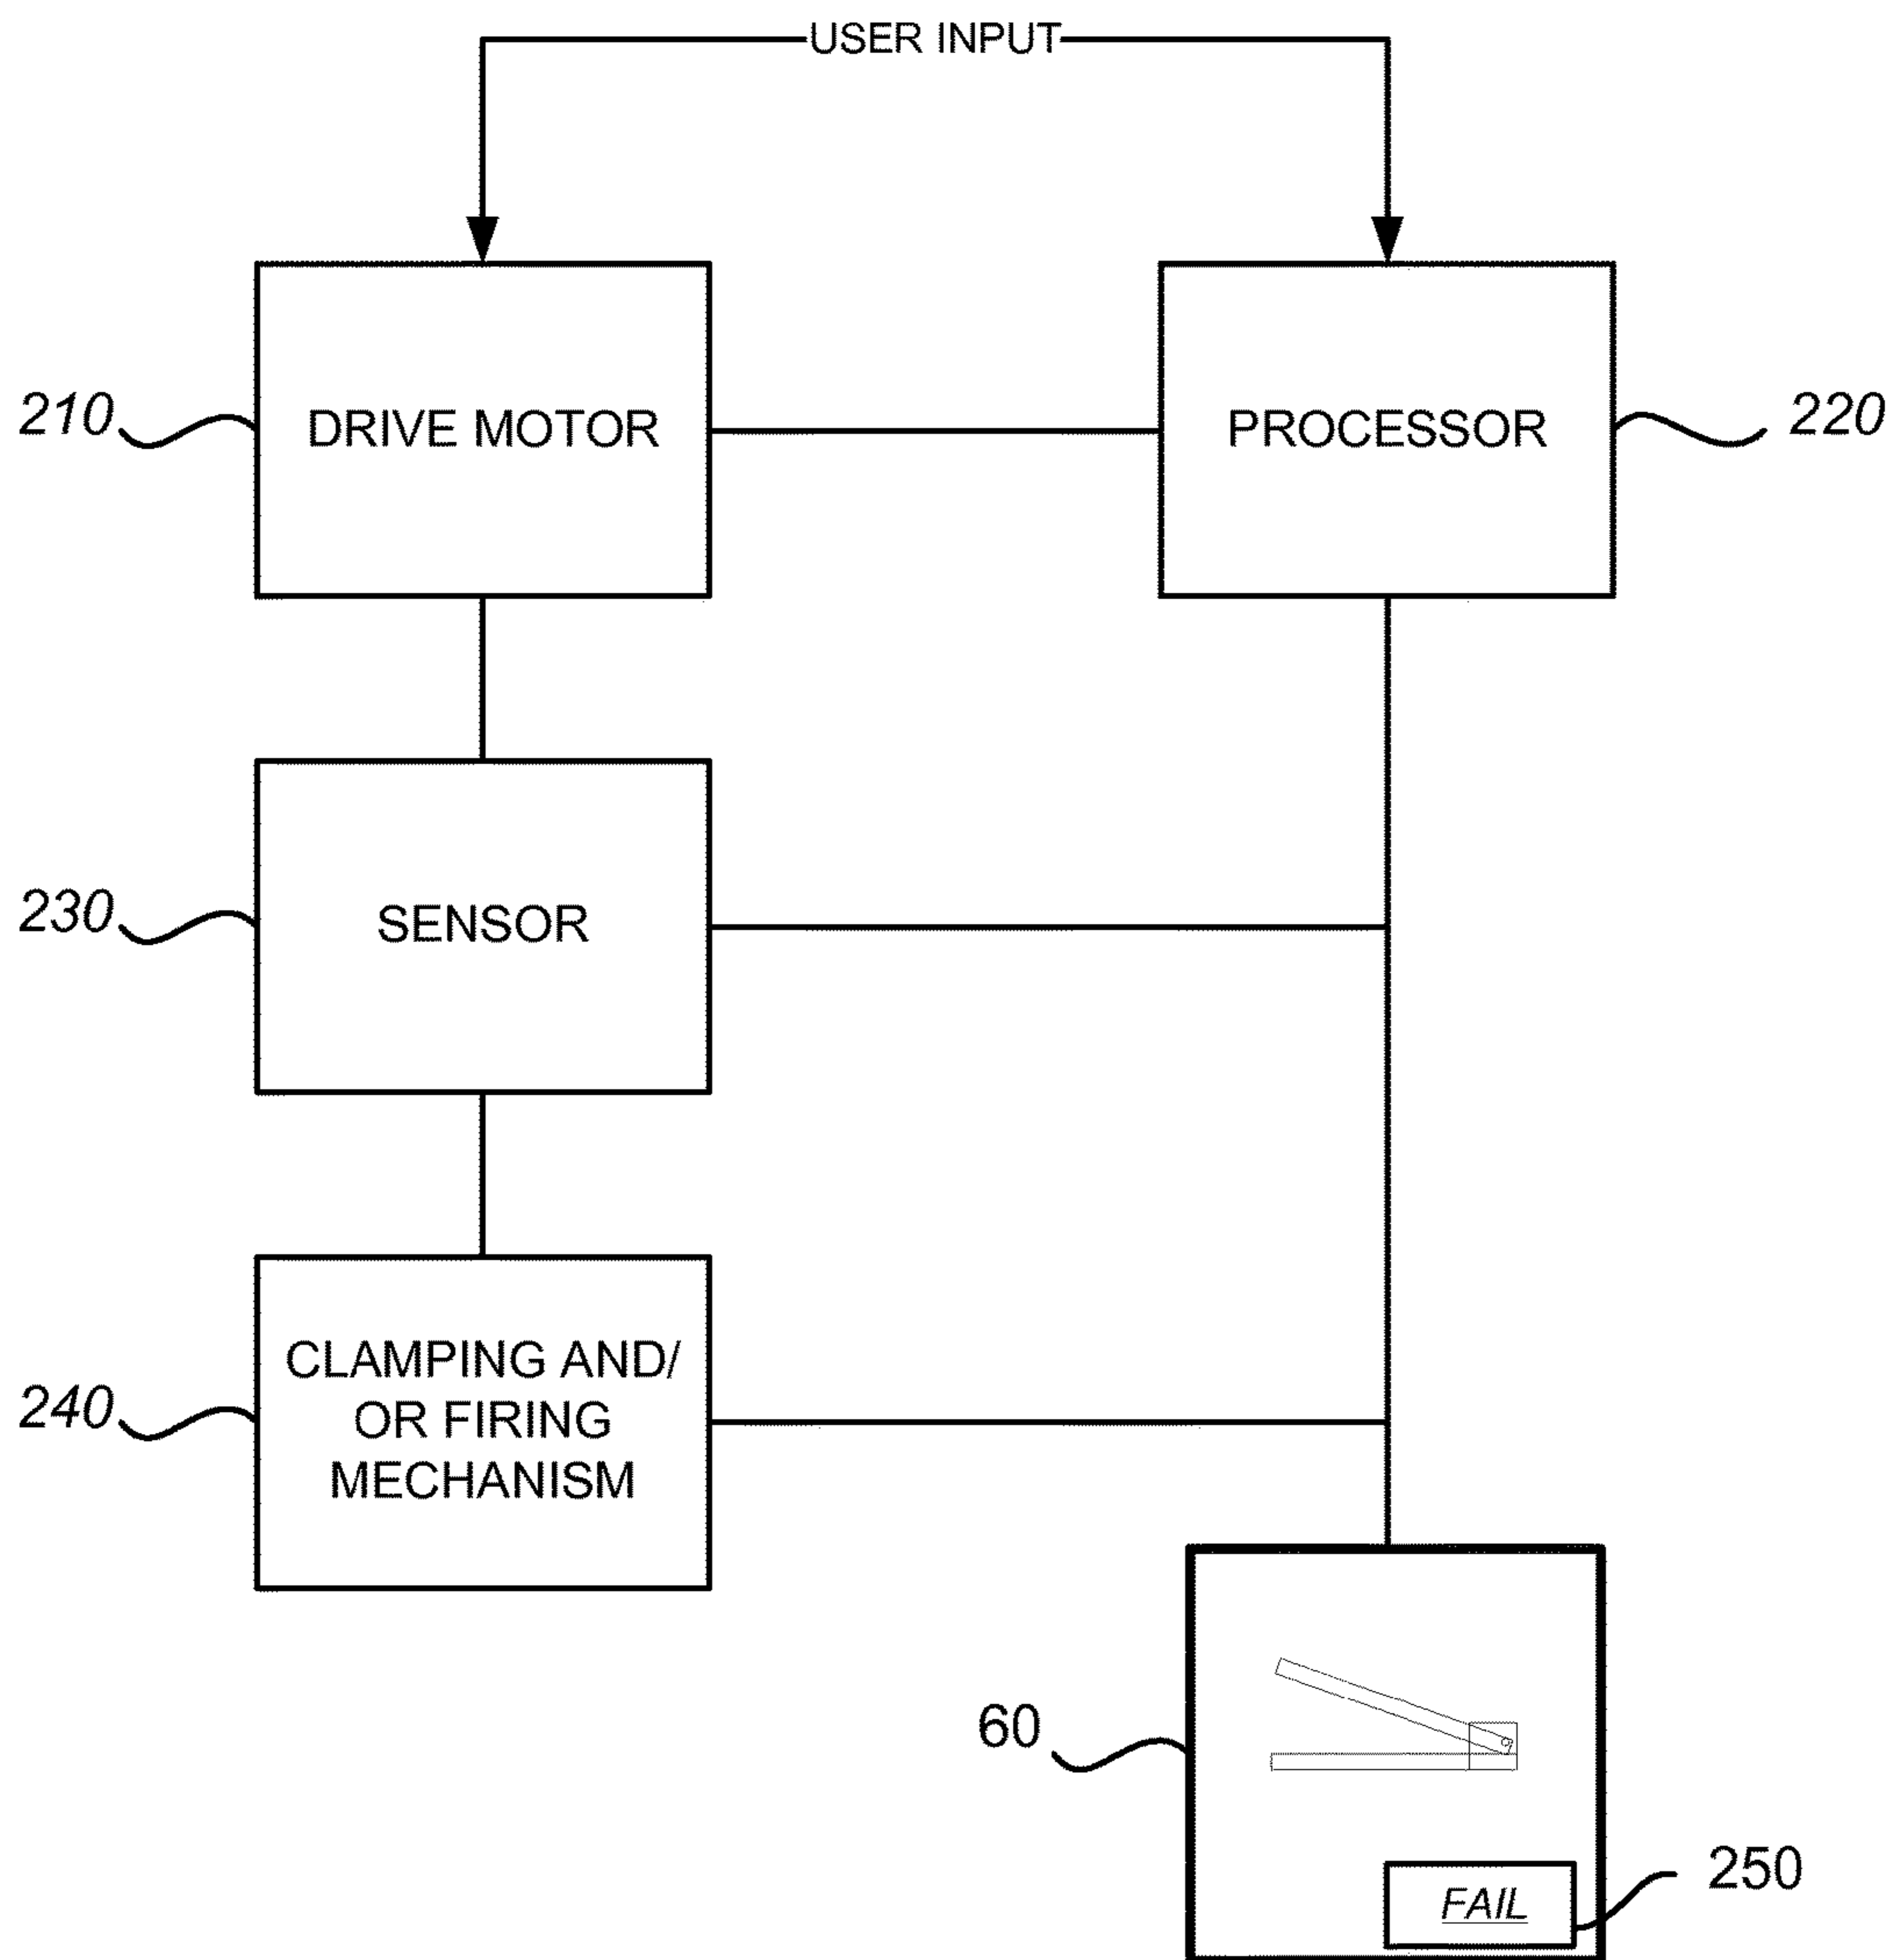 USER INPUT
210
DRIVE MOTOR
PROCESSOR
220
230
SENSOR
240
CLAMPING AND/
OR FIRING
MECHANISM
60
250
FAIL